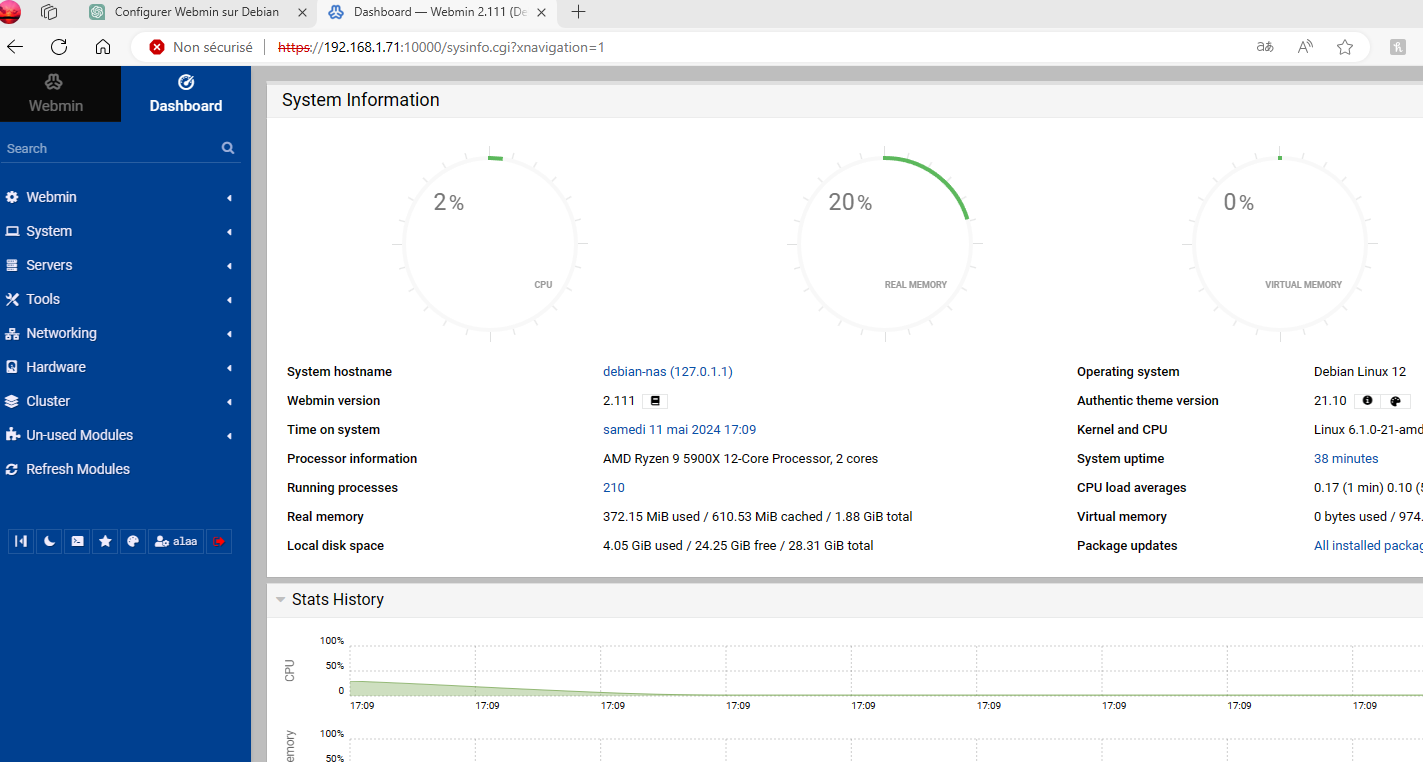 Configurer Webmin sur Debian
Dashboard — Webmin 2.111 (De
Non sécurisé https://192.168.1.71:10000/sysinfo.cgi?xnavigation=1
Webmin
Dashboard
Search
Webmin
System
Servers
Tools
Networking
Hardware
Cluster
Un-used Modules
Refresh Modules
alaa
System Information
2%
CPU
20%
REAL MEMORY
0%
VIRTUAL MEMORY
System hostname debian-nas (127.0.1.1) Operating system Debian Linux 12
Webmin version 2.111 Authentic theme version 21.10
Time on system samedi 11 mai 2024 17:09 Kernel and CPU Linux 6.1.0-21-amd
Processor information AMD Ryzen 9 5900X 12-Core Processor, 2 cores System uptime 38 minutes
Running processes 210 CPU load averages 0.17 (1 min) 0.10 (5
Real memory 372.15 MiB used / 610.53 MiB cached / 1.88 GiB total Virtual memory 0 bytes used / 974.
Local disk space 4.05 GiB used / 24.25 GiB free / 28.31 GiB total Package updates All installed packag
Stats History
CPU
100%
50%
0
17:09 17:09 17:09 17:09 17:09 17:09 17:09 17:09 17:09
emory
100%
50%